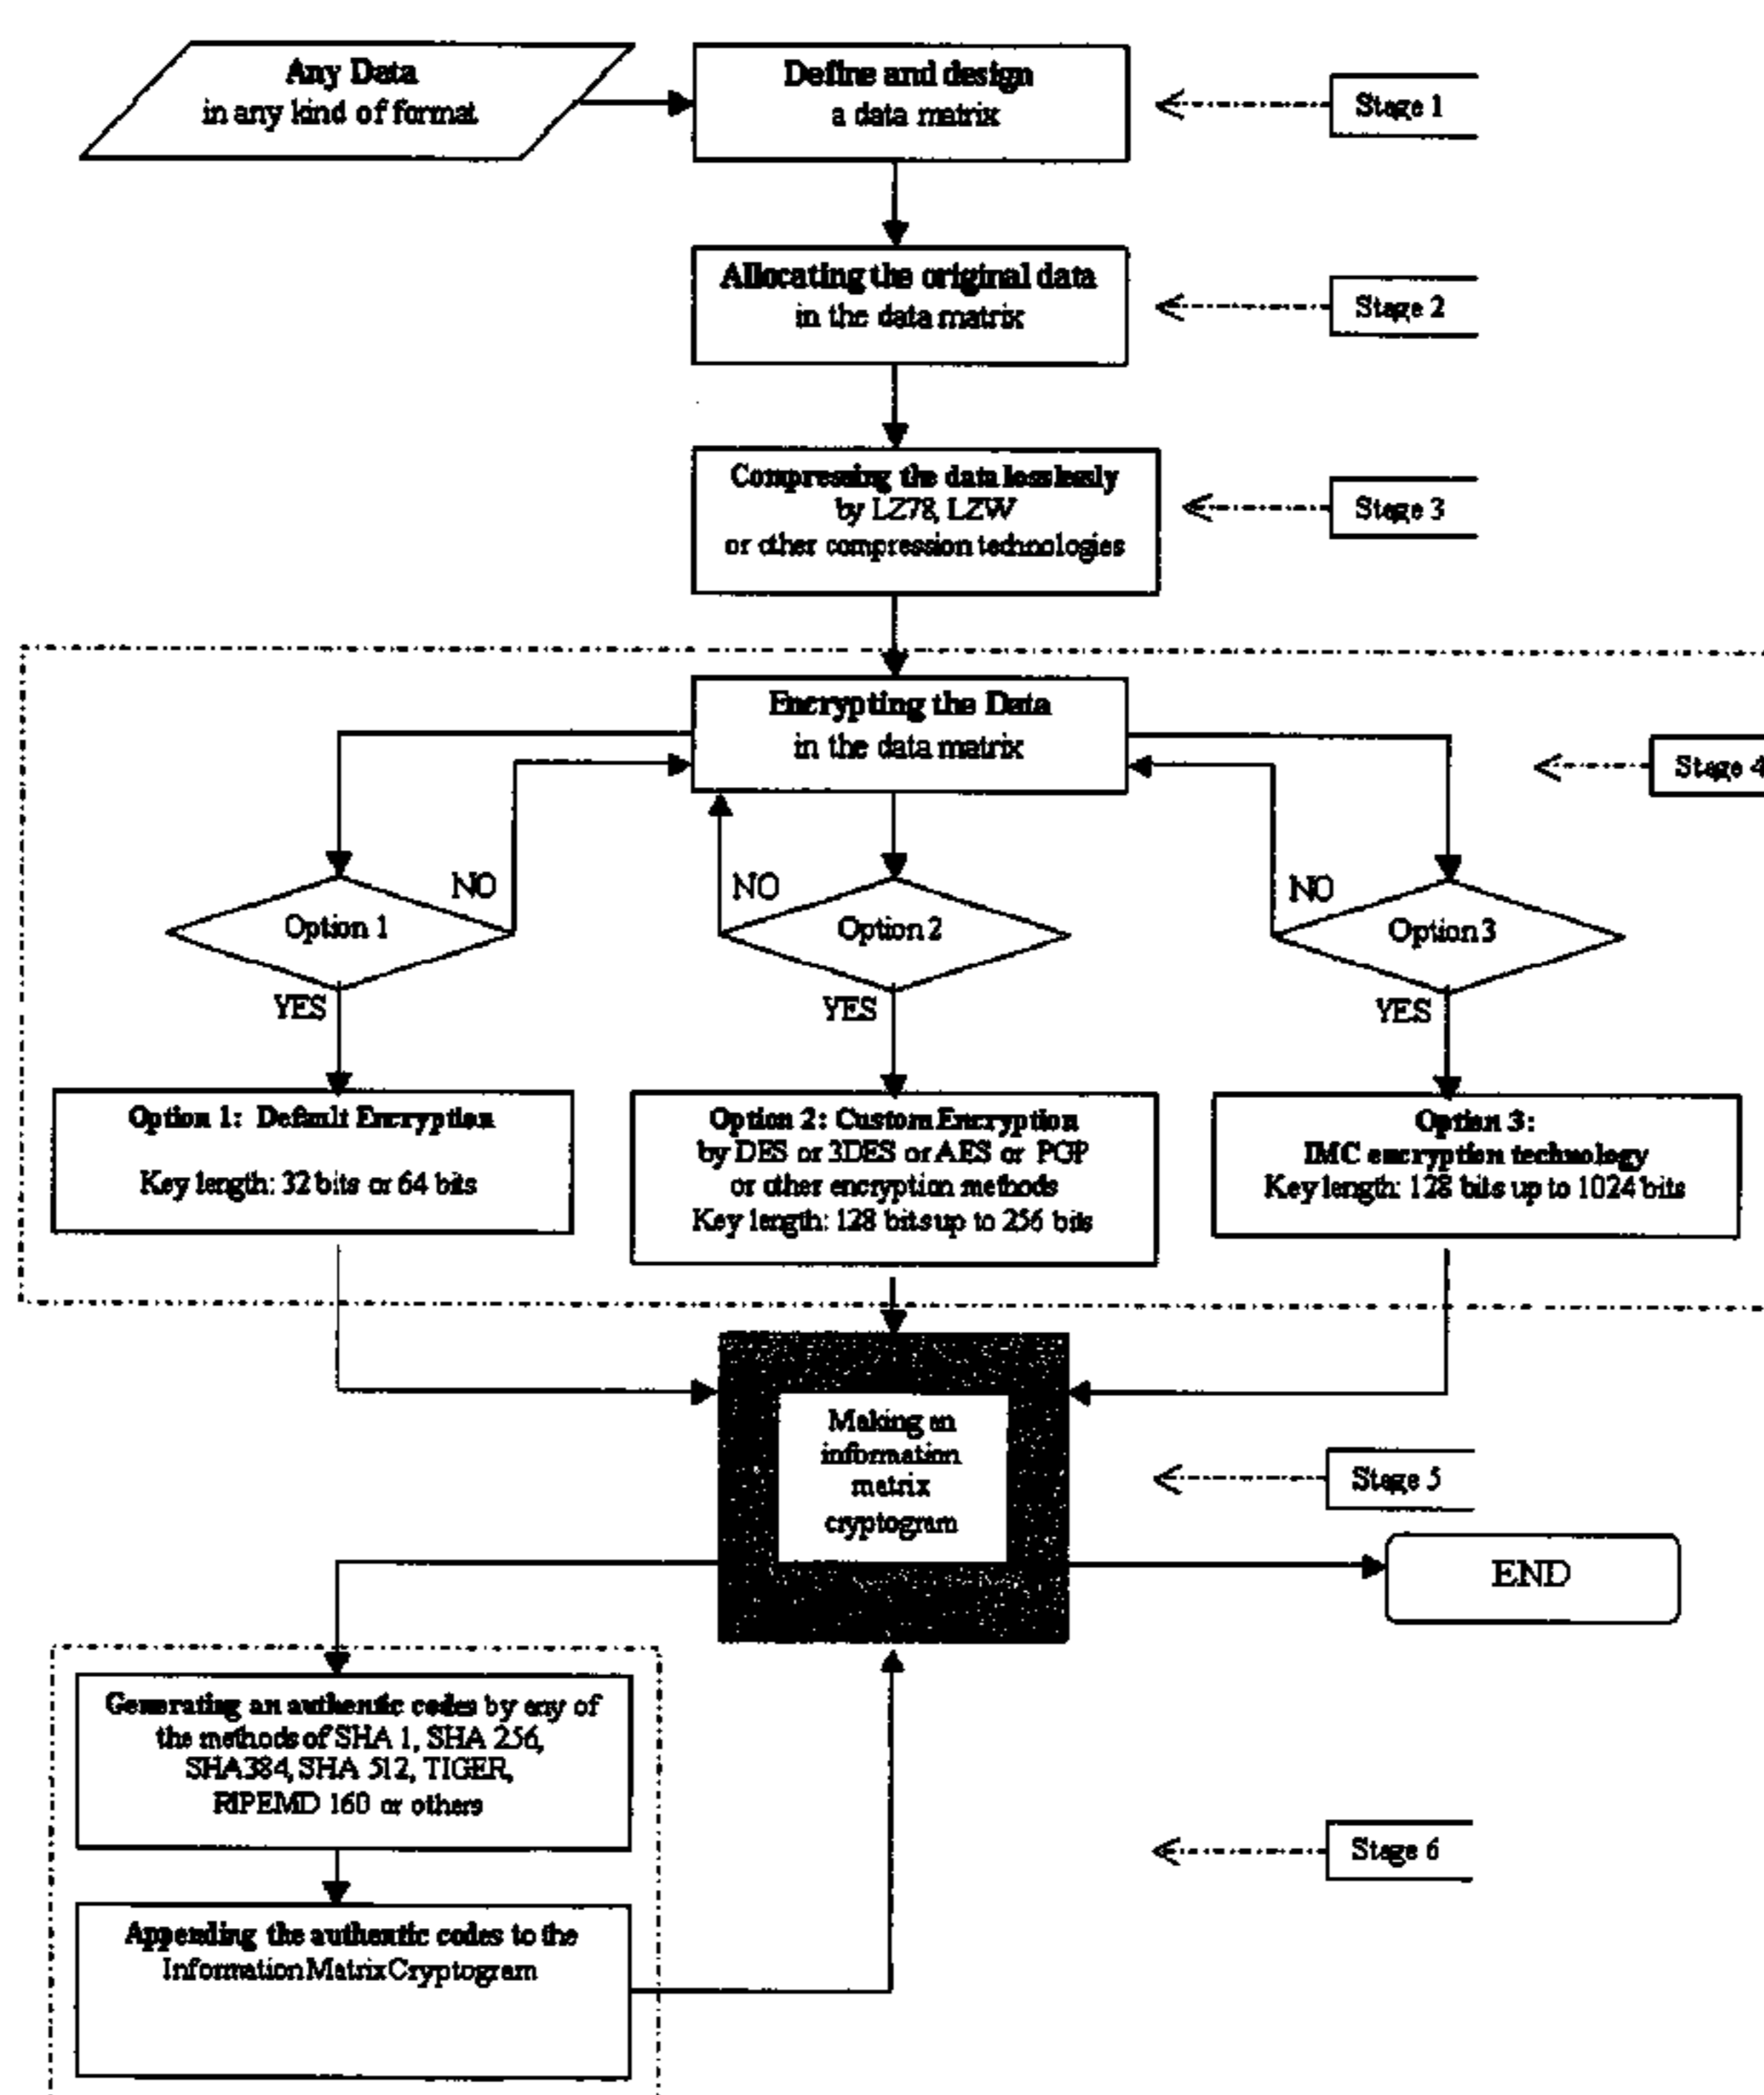 Any Data
in any kind of format
Define and design
a data matrix
Stage 1
Allocating the original data
in the data matrix
Stage 2
Compressing the data losslessly
by LZ78, LZW
or other compression technologies
Stage 3
Encrypting the Data
in the data matrix
Stage 4
NO
NO
NO
Option 1
Option 2
Option 3
YES
YES
YES
Option 1: Default Encryption
Key length: 32 bits or 64 bits
Option 2: Custom Encryption
by DES or 3DES or AES or PGP
or other encryption methods
Key length: 128 bits up to 256 bits
Option 3:
IMC encryption technology
Key length: 128 bits up to 1024 bits
Making an
information
matrix
cryptogram
Stage 5
END
Generating an authentic codes by any of
the methods of SHA 1, SHA 256,
SHA384, SHA 512, TIGER,
RIPEMD 160 or others
Stage 6
Appending the authentic codes to the
Information Matrix Cryptogram